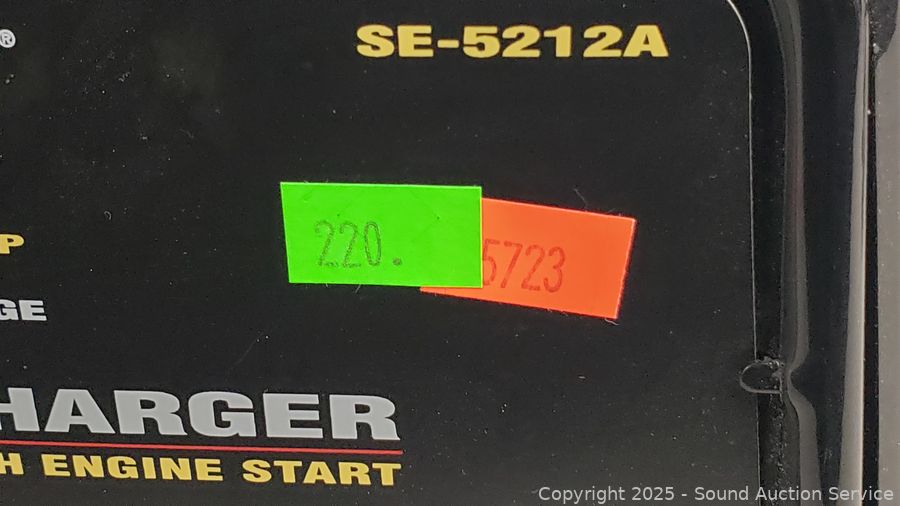 ®
SE-5212A
220.
5723
P
GE
HARGER
H ENGINE START
Copyright 2025 - Sound Auction Service